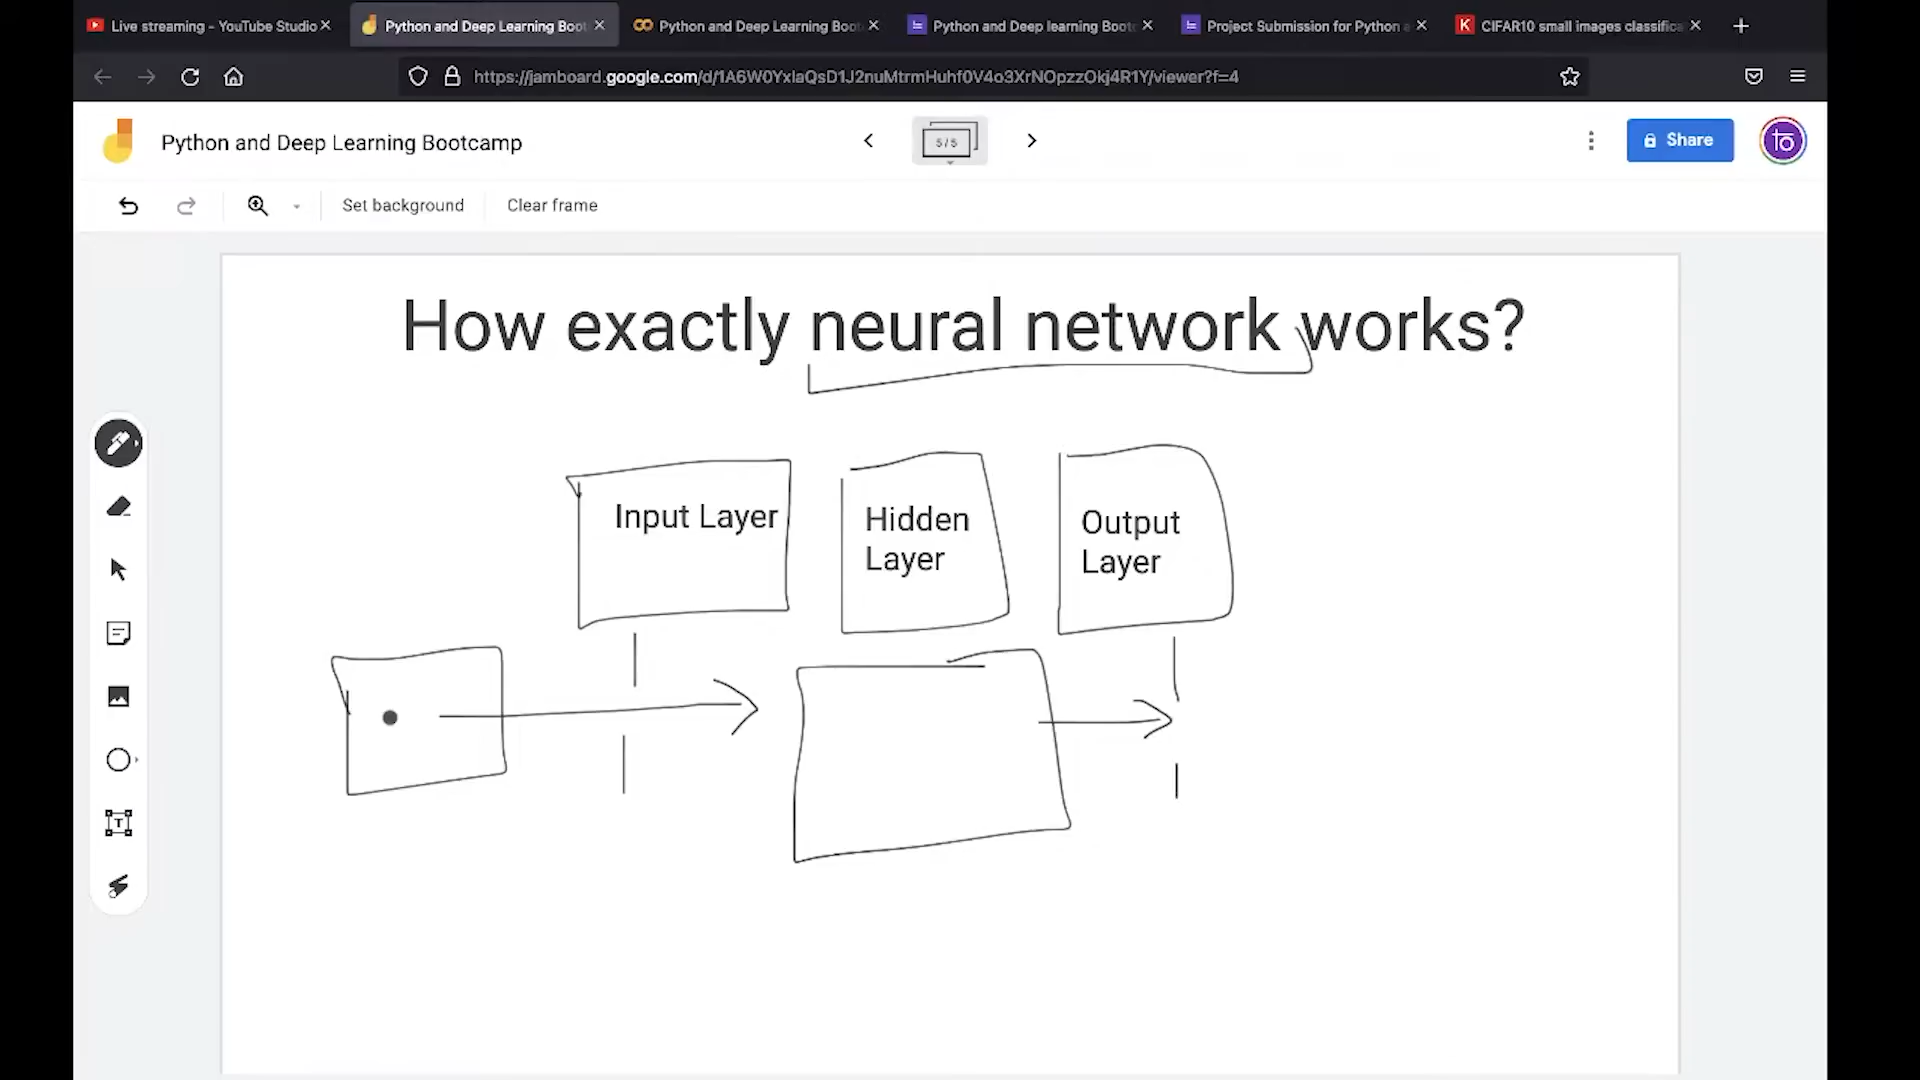 Live streaming - YouTube Studio
Python and Deep Learning Boot
Python and Deep Learning Boot
Python and Deep learning Boot
Project Submission for Python a
CIFAR10 small images classifica
https://jamboard.google.com/d/1A6W0YxlaQsD1J2nuMtrmHuhf0V4o3XrNOpzzOkj4R1Y/viewer?f=4
Python and Deep Learning Bootcamp
5/5
Share
to
Set background
Clear frame
How exactly neural network works?
Input Layer
Hidden
Layer
Output
Layer